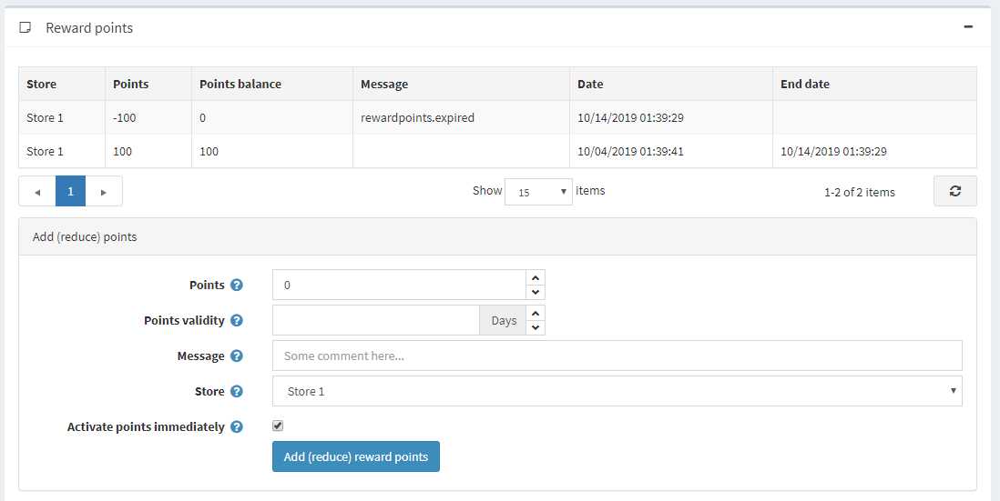 Reward points
Store Points Points balance Message Date End date
Store 1 -100 0 rewardpoints.expired 10/14/2019 01:39:29
Store 1 100 100 10/04/2019 01:39:41 10/14/2019 01:39:29
1 Show 15 items 1-2 of 2 items
Add (reduce) points
Points ? 0
Points validity ? Days
Message ? Some comment here...
Store ? Store 1
Activate points immediately ?
Add (reduce) reward points